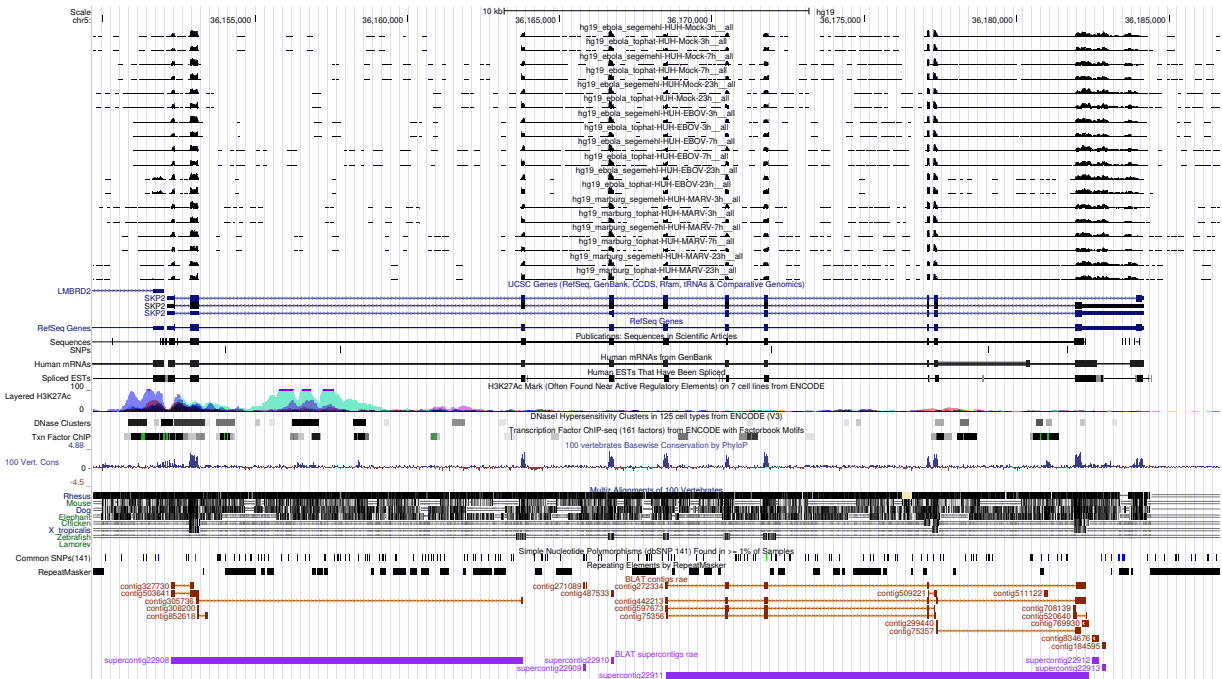 Scale 10 kb hg19
chr5: 36,155,000 36,160,000 36,165,000 36,170,000 36,175,000 36,180,000 36,185,000
hg19_ebola_segemehl-HUH-Mock-3h__all
hg19_ebola_tophat-HUH-Mock-3h__all
hg19_ebola_segemehl-HUH-Mock-7h__all
hg19_ebola_tophat-HUH-Mock-7h__all
hg19_ebola_segemehl-HUH-Mock-23h__all
hg19_ebola_tophat-HUH-Mock-23h__all
hg19_ebola_segemehl-HUH-EBOV-3h__all
hg19_ebola_tophat-HUH-EBOV-3h__all
hg19_ebola_segemehl-HUH-EBOV-7h__all
hg19_ebola_tophat-HUH-EBOV-7h__all
hg19_ebola_segemehl-HUH-EBOV-23h__all
hg19_ebola_tophat-HUH-EBOV-23h__all
hg19_marburg_segemehl-HUH-MARV-3h__all
hg19_marburg_tophat-HUH-MARV-3h__all
hg19_marburg_segemehl-HUH-MARV-7h__all
hg19_marburg_tophat-HUH-MARV-7h__all
hg19_marburg_segemehl-HUH-MARV-23h__all
hg19_marburg_tophat-HUH-MARV-23h__all
UCSC Genes (RefSeq, GenBank, CCDS, Rfam, tRNAs & Comparative Genomics)
LMBRD2
SKP2
SKP2
SKP2
RefSeq Genes
RefSeq Genes
Publications: Sequences in Scientific Articles
Sequences
SNPs
Human mRNAs from GenBank
Human mRNAs
Human ESTs That Have Been Spliced
Spliced ESTs
100 H3K27Ac Mark (Often Found Near Active Regulatory Elements) on 7 cell lines from ENCODE
Layered H3K27Ac
0
DNaseI Hypersensitivity Clusters in 125 cell types from ENCODE (V3)
DNase Clusters
Transcription Factor ChIP-seq (161 factors) from ENCODE with Factorbook Motifs
Txn Factor ChIP
4.88 100 vertebrates Basewise Conservation by PhyloP
100 Vert. Cons
0 -
-4.5
Multiz Alignments of 100 Vertebrates
Rhesus
Mouse
Dog
Elephant
Chicken
X_tropicalis
Zebrafish
Lamprey
Simple Nucleotide Polymorphisms (dbSNP 141) Found in >= 1% of Samples
Common SNPs(141)
Repeating Elements by RepeatMasker
RepeatMasker
BLAT contigs rae
contig327730 contig271089 contig272334
contig503641 contig487533 contig509221 contig511122
contig305736 contig442213
contig308200 contig597673 contig708139
contig852618 contig75356 contig520640
contig299440 contig769930
contig75357
contig834676
contig184595
BLAT supercontigs rae
supercontig22908 supercontig22910 supercontig22912
supercontig22909 supercontig22913
supercontig22911